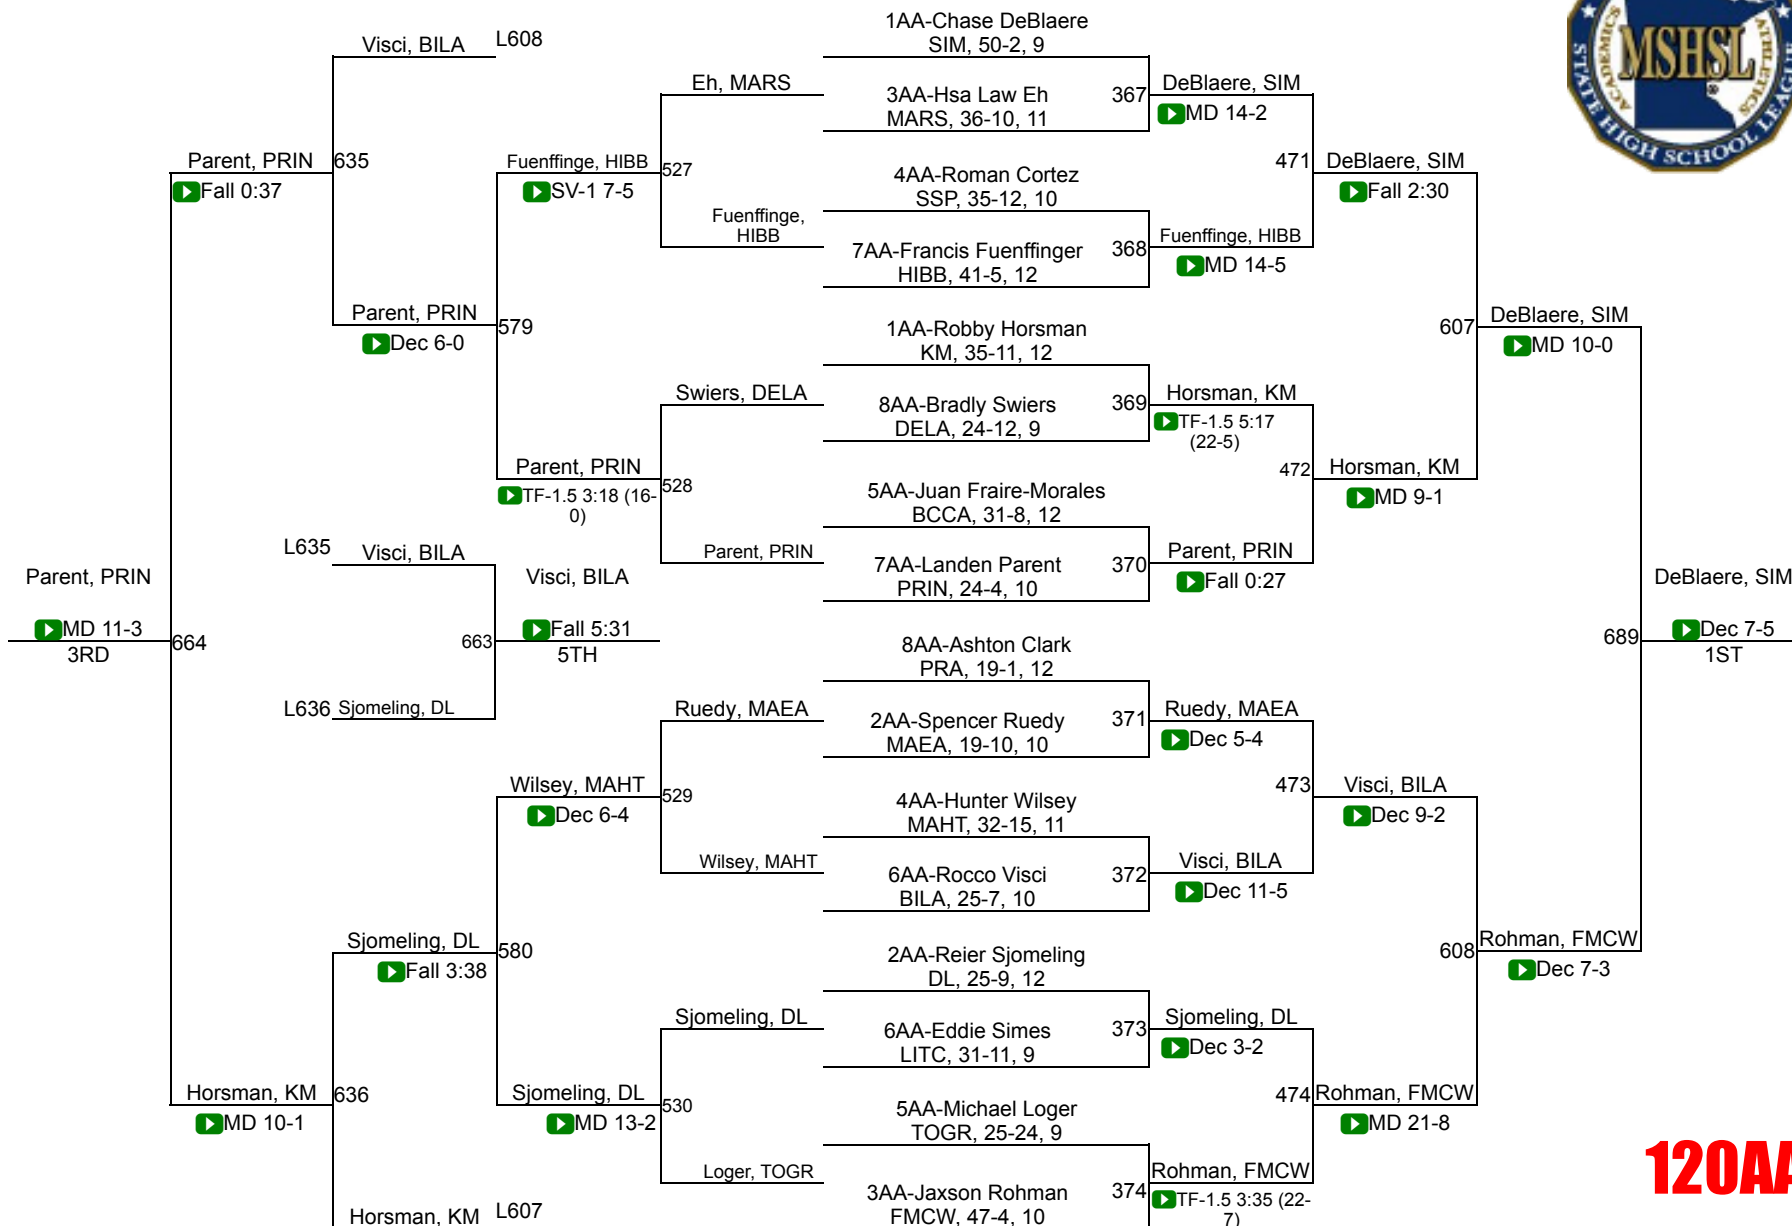 1AA-Chase DeBlaere
SIM, 50-2, 9
Visci, BILA
L608
MSHSL
ACADEMICS
ATHLETICS
STATE HIGH SCHOOL LEAGUE
Eh, MARS
3AA-Hsa Law Eh
MARS, 36-10, 11
367
DeBlaere, SIM
MD 14-2
Parent, PRIN
635
Fall 0:37
Fuenffinge, HIBB
527
SV-1 7-5
4AA-Roman Cortez
SSP, 35-12, 10
471
DeBlaere, SIM
Fall 2:30
Fuenffinge,
HIBB
7AA-Francis Fuenffinger
HIBB, 41-5, 12
368
Fuenffinge, HIBB
MD 14-5
Parent, PRIN
579
Dec 6-0
1AA-Robby Horsman
KM, 35-11, 12
607
DeBlaere, SIM
MD 10-0
Swiers, DELA
8AA-Bradly Swiers
DELA, 24-12, 9
369
Horsman, KM
TF-1.5 5:17
(22-5)
Parent, PRIN
528
TF-1.5 3:18 (16-
0)
5AA-Juan Fraire-Morales
BCCA, 31-8, 12
472
Horsman, KM
MD 9-1
L635
Visci, BILA
Parent, PRIN
7AA-Landen Parent
PRIN, 24-4, 10
370
Parent, PRIN
Fall 0:27
Parent, PRIN
MD 11-3
3RD
664
663
Visci, BILA
Fall 5:31
5TH
8AA-Ashton Clark
PRA, 19-1, 12
689
DeBlaere, SIM
Dec 7-5
1ST
L636
Sjomeling, DL
Ruedy, MAEA
2AA-Spencer Ruedy
MAEA, 19-10, 10
371
Ruedy, MAEA
Dec 5-4
Wilsey, MAHT
529
Dec 6-4
4AA-Hunter Wilsey
MAHT, 32-15, 11
473
Visci, BILA
Dec 9-2
Wilsey, MAHT
6AA-Rocco Visci
BILA, 25-7, 10
372
Visci, BILA
Dec 11-5
Sjomeling, DL
580
Fall 3:38
2AA-Reier Sjomeling
DL, 25-9, 12
608
Rohman, FMCW
Dec 7-3
Sjomeling, DL
6AA-Eddie Simes
LITC, 31-11, 9
373
Sjomeling, DL
Dec 3-2
Horsman, KM
636
MD 10-1
Sjomeling, DL
530
MD 13-2
5AA-Michael Loger
TOGR, 25-24, 9
474
Rohman, FMCW
MD 21-8
Loger, TOGR
3AA-Jaxson Rohman
FMCW, 47-4, 10
374
Rohman, FMCW
TF-1.5 3:35 (22-
7)
Horsman, KM
L607
120AA